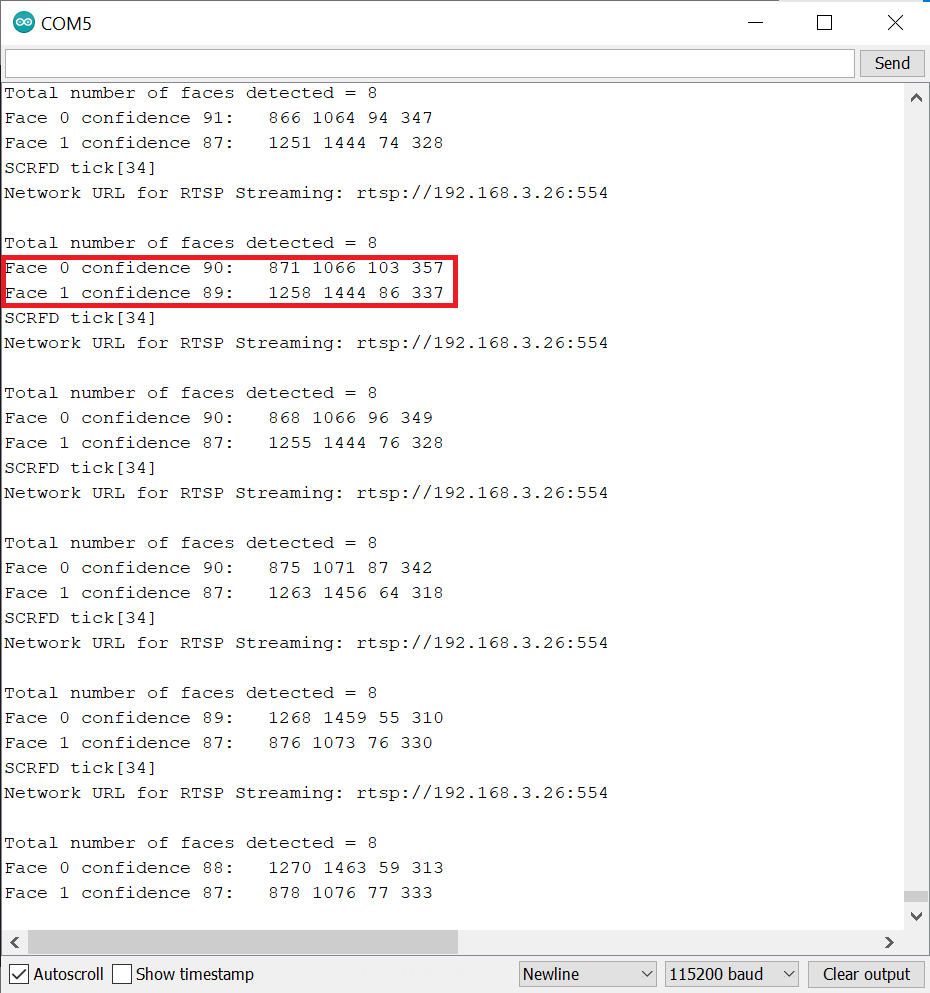 COM5
Send
Total number of faces detected = 8
Face 0 confidence 91:   866 1064 94 347
Face 1 confidence 87:   1251 1444 74 328
SCRFD tick[34]
Network URL for RTSP Streaming: rtsp://192.168.3.26:554
Total number of faces detected = 8
Face 0 confidence 90:   871 1066 103 357
Face 1 confidence 89:   1258 1444 86 337
SCRFD tick[34]
Network URL for RTSP Streaming: rtsp://192.168.3.26:554
Total number of faces detected = 8
Face 0 confidence 90:   868 1066 96 349
Face 1 confidence 87:   1255 1444 76 328
SCRFD tick[34]
Network URL for RTSP Streaming: rtsp://192.168.3.26:554
Total number of faces detected = 8
Face 0 confidence 90:   875 1071 87 342
Face 1 confidence 87:   1263 1456 64 318
SCRFD tick[34]
Network URL for RTSP Streaming: rtsp://192.168.3.26:554
Total number of faces detected = 8
Face 0 confidence 89:   1268 1459 55 310
Face 1 confidence 87:   876 1073 76 330
SCRFD tick[34]
Network URL for RTSP Streaming: rtsp://192.168.3.26:554
Total number of faces detected = 8
Face 0 confidence 88:   1270 1463 59 313
Face 1 confidence 87:   878 1076 77 333
Autoscroll Show timestamp Newline 115200 baud Clear output